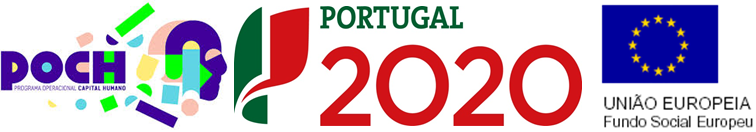 POCH
PROGRAMA OPERACIONAL CAPITAL HUMANO
PORTUGAL
2020
UNIÃO EUROPEIA
Fundo Social Europeu